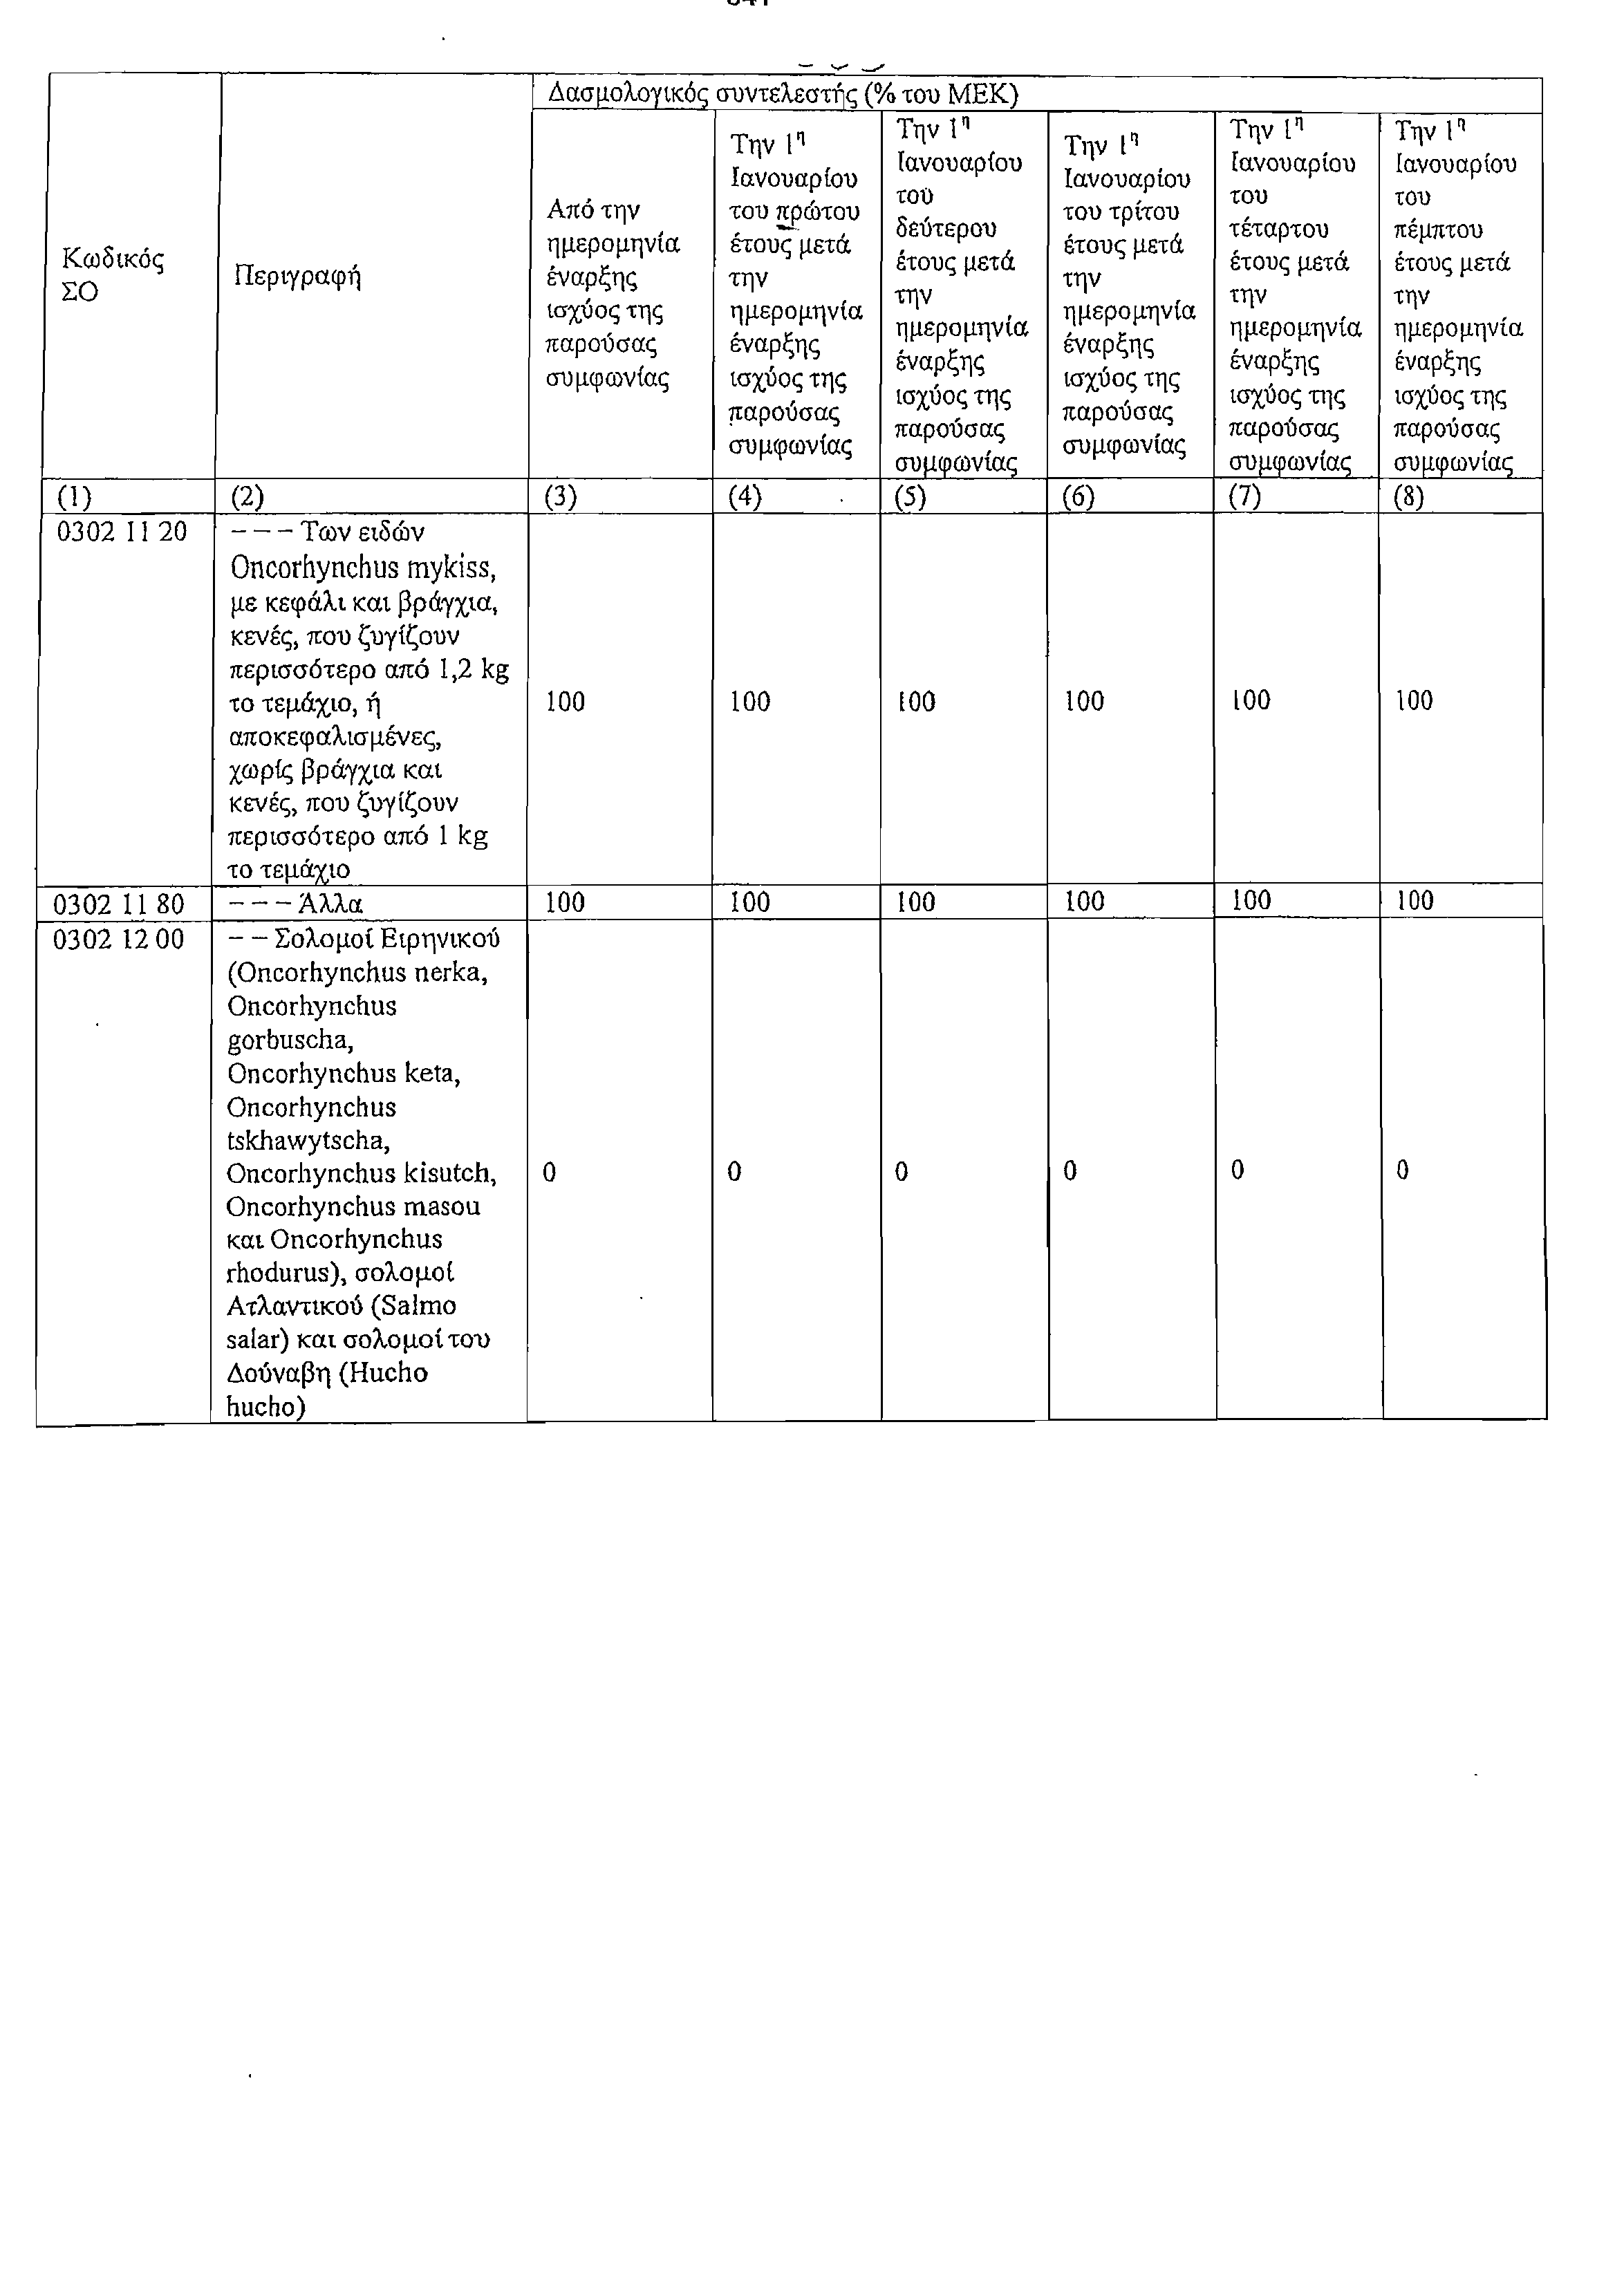 Δασμολογικός συντελεστής (% του ΜΕΚ)
Κωδικός
ΣΟ
Περιγραφή
Από την
ημερομηνία
έναρξης
ισχύος της
παρούσας
συμφωνίας
Την 1η
Ιανουαρίου
του πρώτου
έτους μετά
την
ημερομηνία
έναρξης
ισχύος της
παρούσας
συμφωνίας
Την 1η
Ιανουαρίου
του
δεύτερου
έτους μετά
την
ημερομηνία
έναρξης
ισχύος της
παρούσας
συμφωνίας
Την 1η
Ιανουαρίου
του τρίτου
έτους μετά
την
ημερομηνία
έναρξης
ισχύος της
παρούσας
συμφωνίας
Την 1η
Ιανουαρίου
του
τέταρτου
έτους μετά
την
ημερομηνία
έναρξης
ισχύος της
παρούσας
συμφωνίας
Την 1η
Ιανουαρίου
του
πέμπτου
έτους μετά
την
ημερομηνία
έναρξης
ισχύος της
παρούσας
συμφωνίας
(1) (2) (3) (4) (5) (6) (7) (8)
0302 11 20
– – – Των ειδών
Oncorhynchus mykiss,
με κεφάλι και βράγχια,
κενές, που ζυγίζουν
περισσότερο από 1,2 kg
το τεμάχιο, ή
αποκεφαλισμένες,
χωρίς βράγχια και
κενές, που ζυγίζουν
περισσότερο από 1 kg
το τεμάχιο
100 100 100 100 100 100
0302 11 80 – – – Άλλα 100 100 100 100 100 100
0302 12 00
– – Σολομοί Ειρηνικού
(Oncorhynchus nerka,
Oncorhynchus
gorbuscha,
Oncorhynchus keta,
Oncorhynchus
tskhawytscha,
Oncorhynchus kisutch,
Oncorhynchus masou
και Oncorhynchus
rhodurus), σολομοί
Ατλαντικού (Salmo
salar) και σολομοί του
Δούναβη (Hucho
hucho)
0 0 0 0 0 0